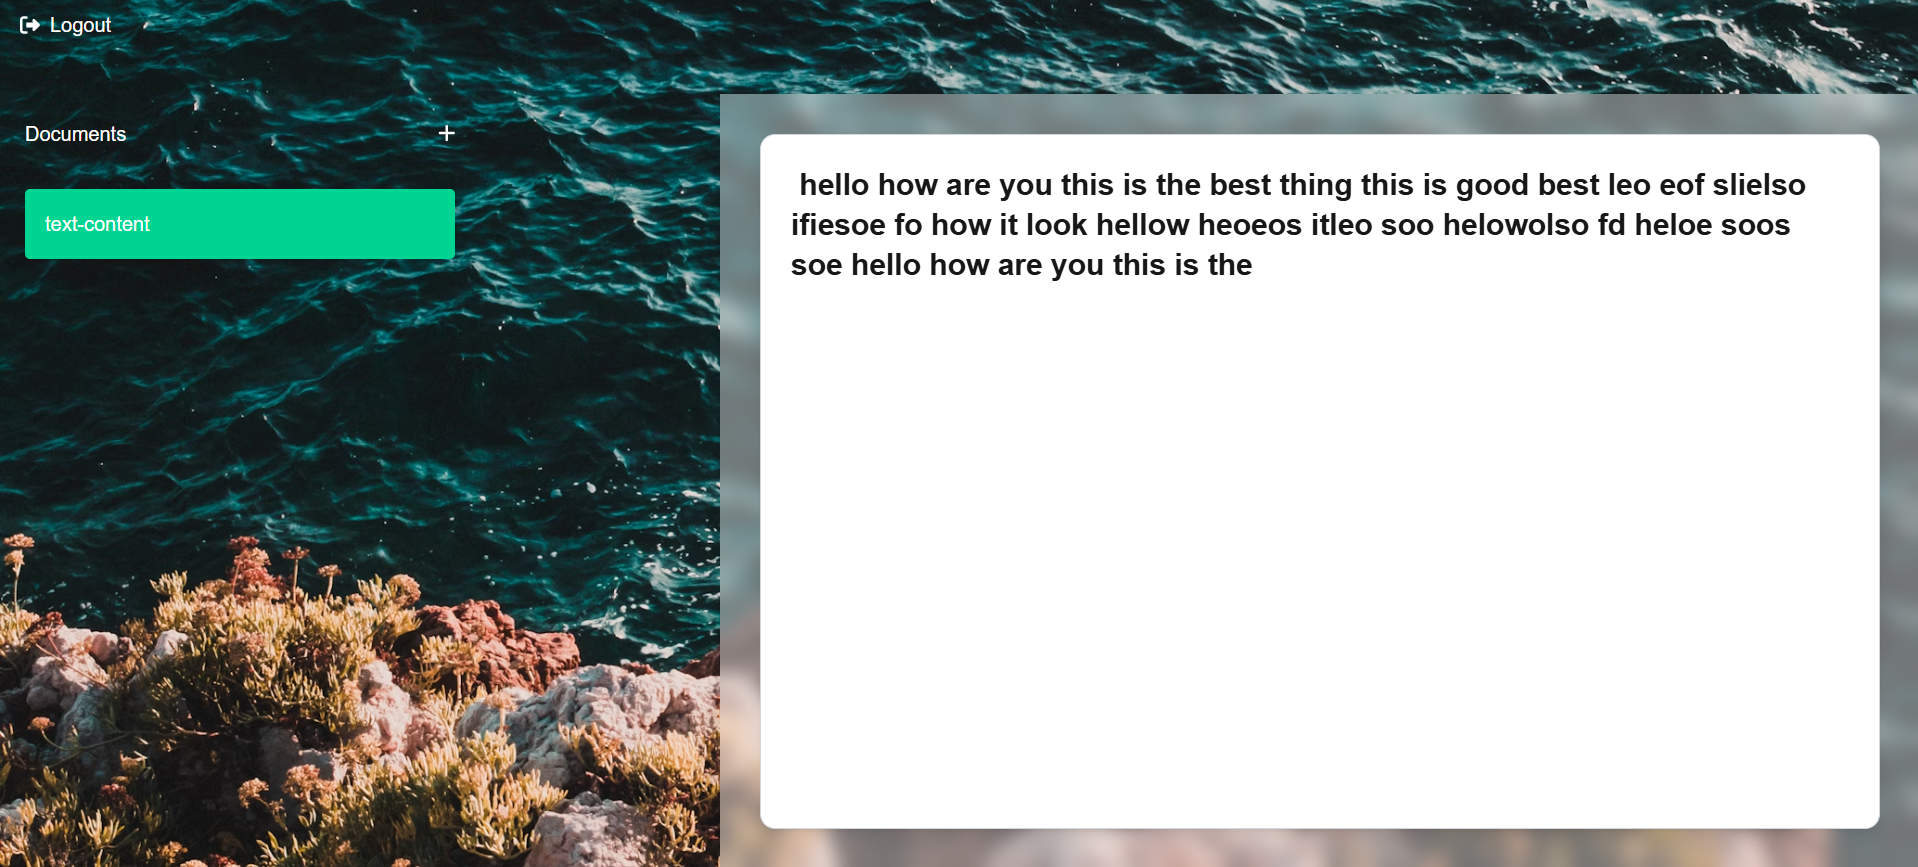 Logout
Documents
text-content
hello how are you this is the best thing this is good best leo eof slielso
ifiesoe fo how it look hellow heoeos itleo soo helowolso fd heloe soos
soe hello how are you this is the